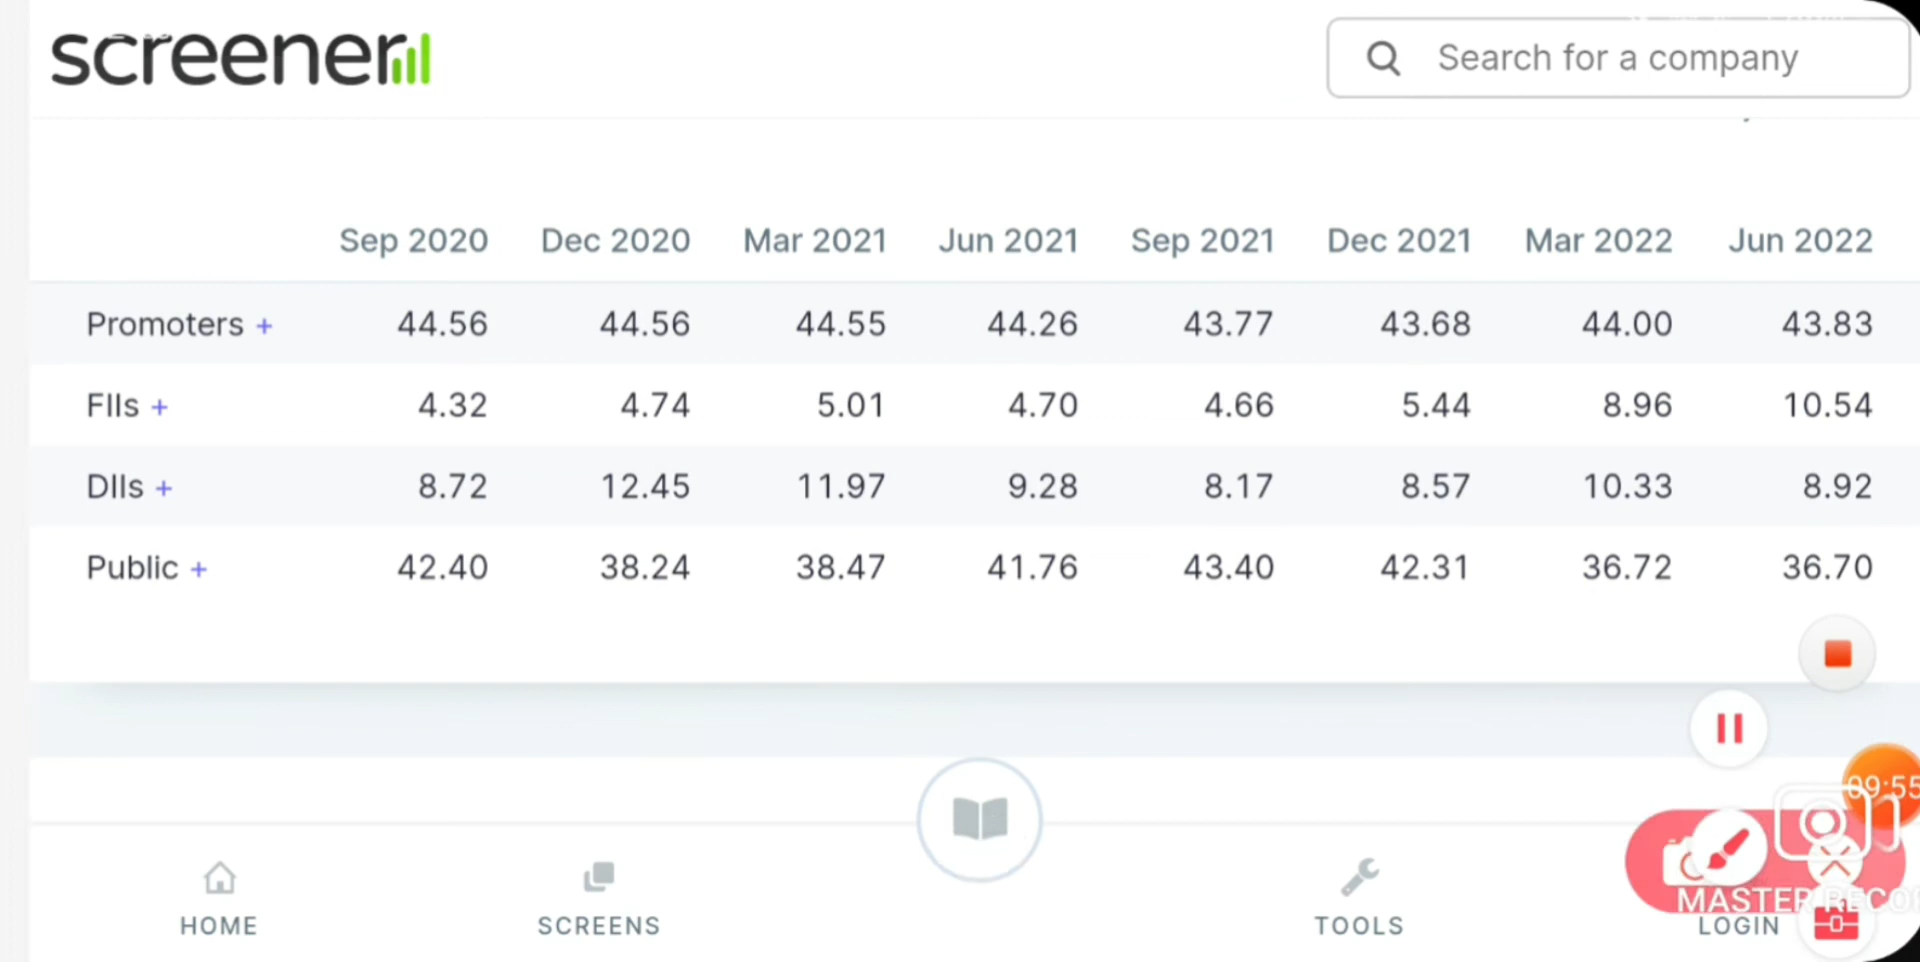 screener
Search for a company
Sep 2020 Dec 2020 Mar 2021 Jun 2021 Sep 2021 Dec 2021 Mar 2022 Jun 2022
Promoters + 44.56 44.56 44.55 44.26 43.77 43.68 44.00 43.83
FIIs + 4.32 4.74 5.01 4.70 4.66 5.44 8.96 10.54
DIIs + 8.72 12.45 11.97 9.28 8.17 8.57 10.33 8.92
Public + 42.40 38.24 38.47 41.76 43.40 42.31 36.72 36.70
09:55
MASTER RECO
HOME SCREENS TOOLS LOGIN